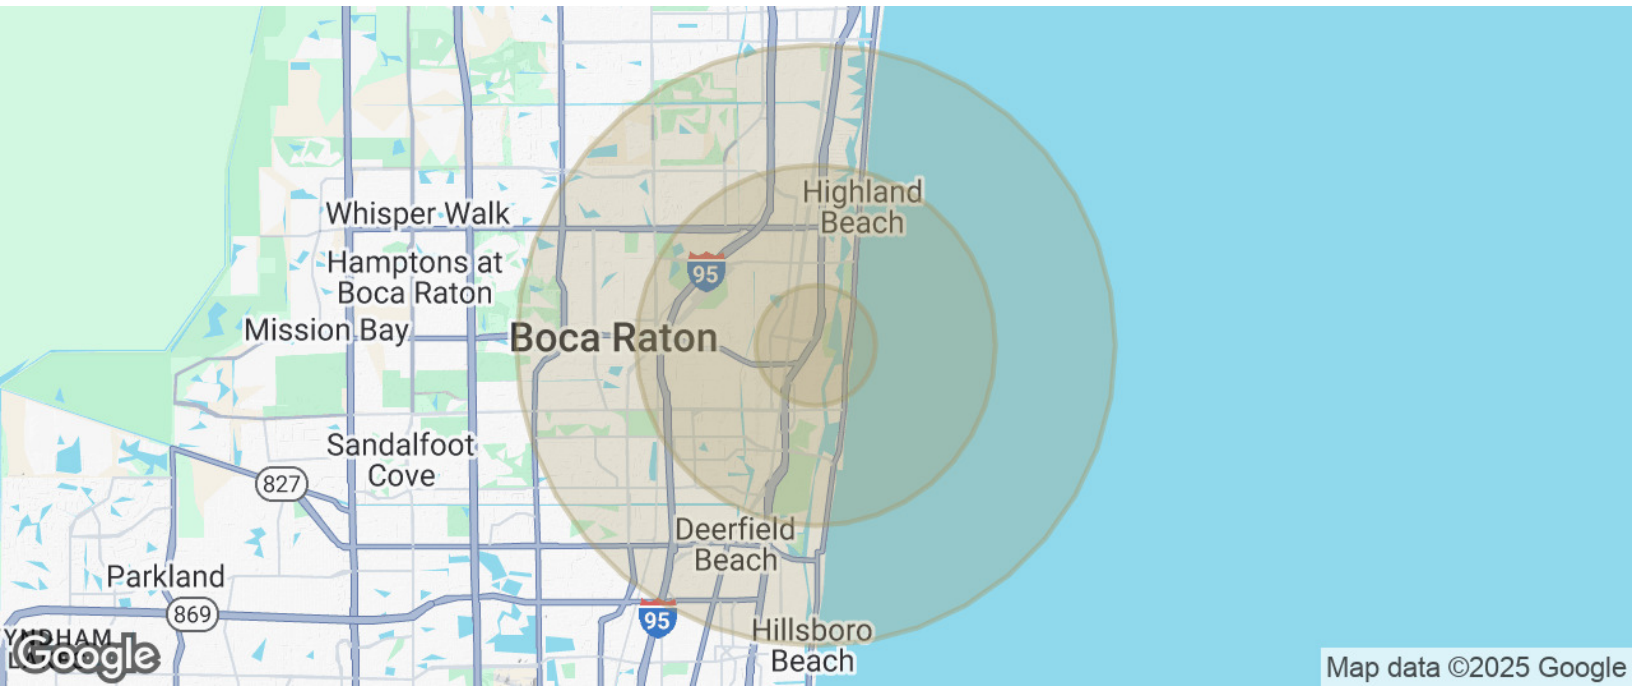 Highland
Beach
Whisper Walk
Hamptons at
Boca Raton
95
Mission Bay
Boca Raton
Sandalfoot
Cove
827
Deerfield
Beach
Parkland
869
95
Hillsboro
Beach
Google
Map data ©2025 Google